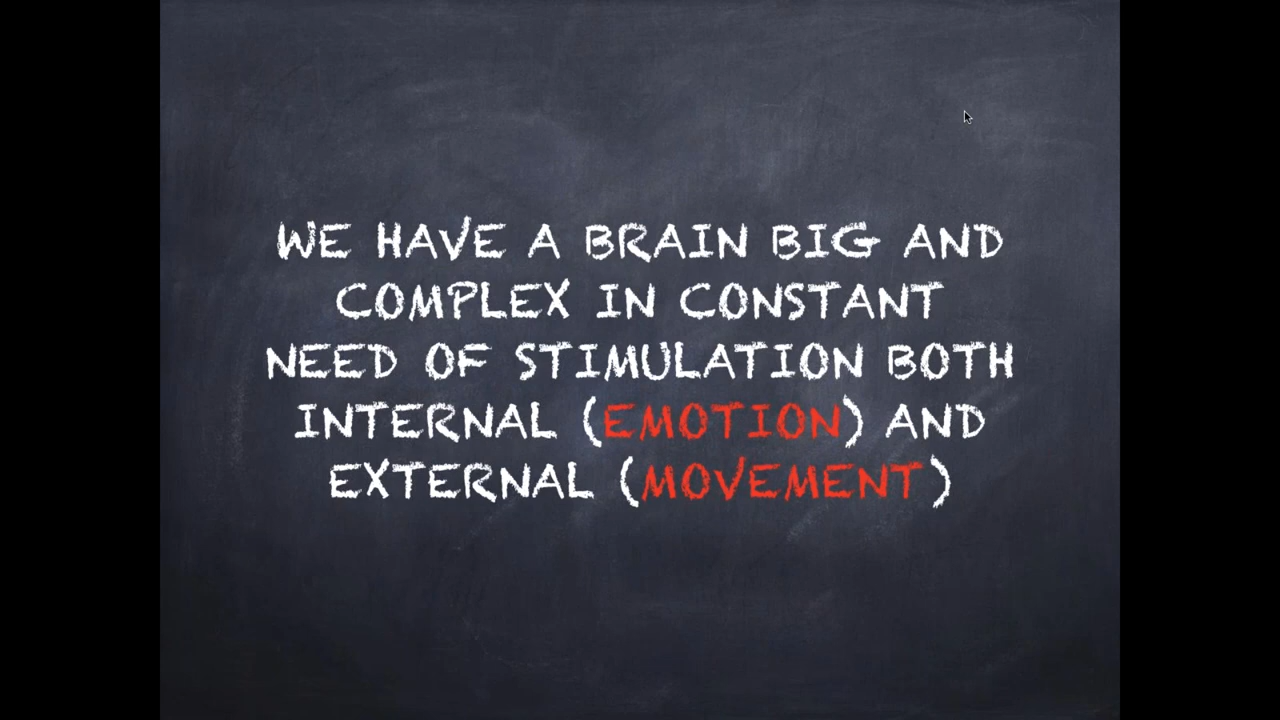 WE HAVE A BRAIN BIG AND
COMPLEX IN CONSTANT
NEED OF STIMULATION BOTH
INTERNAL (EMOTION) AND
EXTERNAL (MOVEMENT)